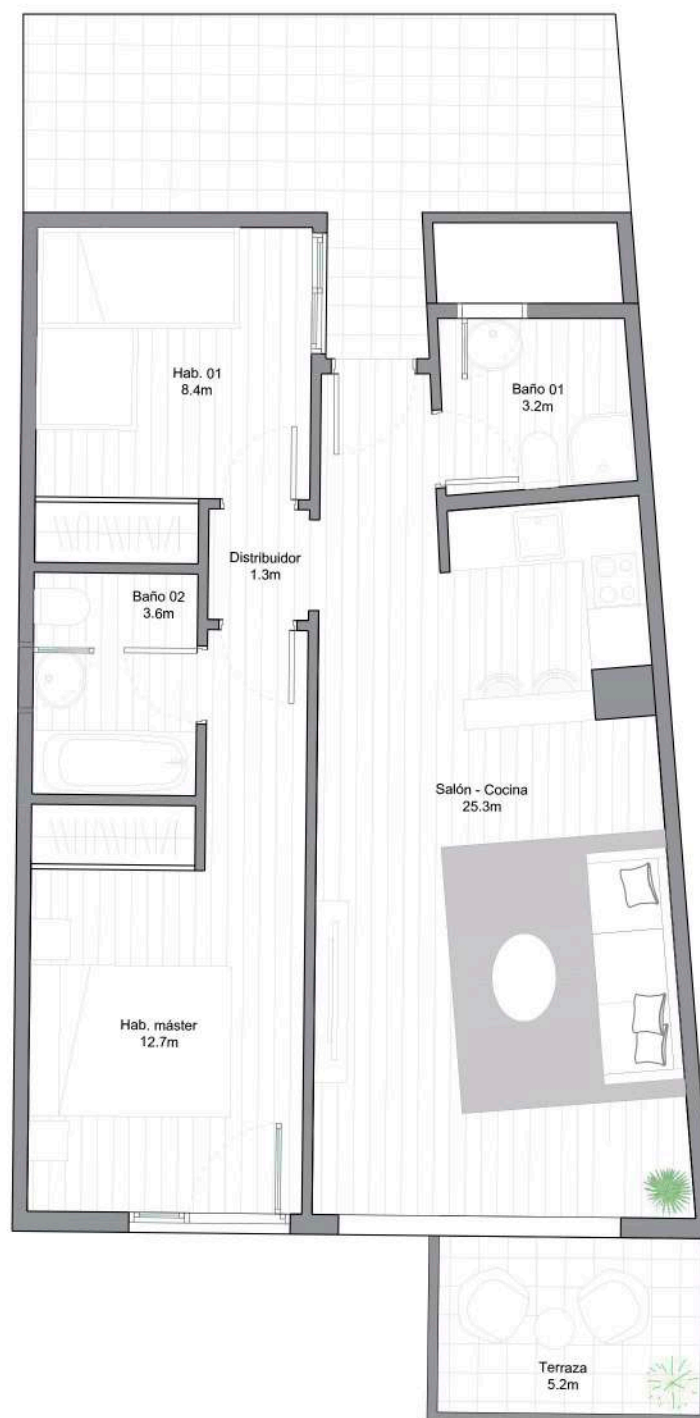 Hab. 01
8.4m
Baño 01
3.2m
Distribuidor
1.3m
Baño 02
3.6m
Salón - Cocina
25.3m
Hab. máster
12.7m
Terraza
5.2m